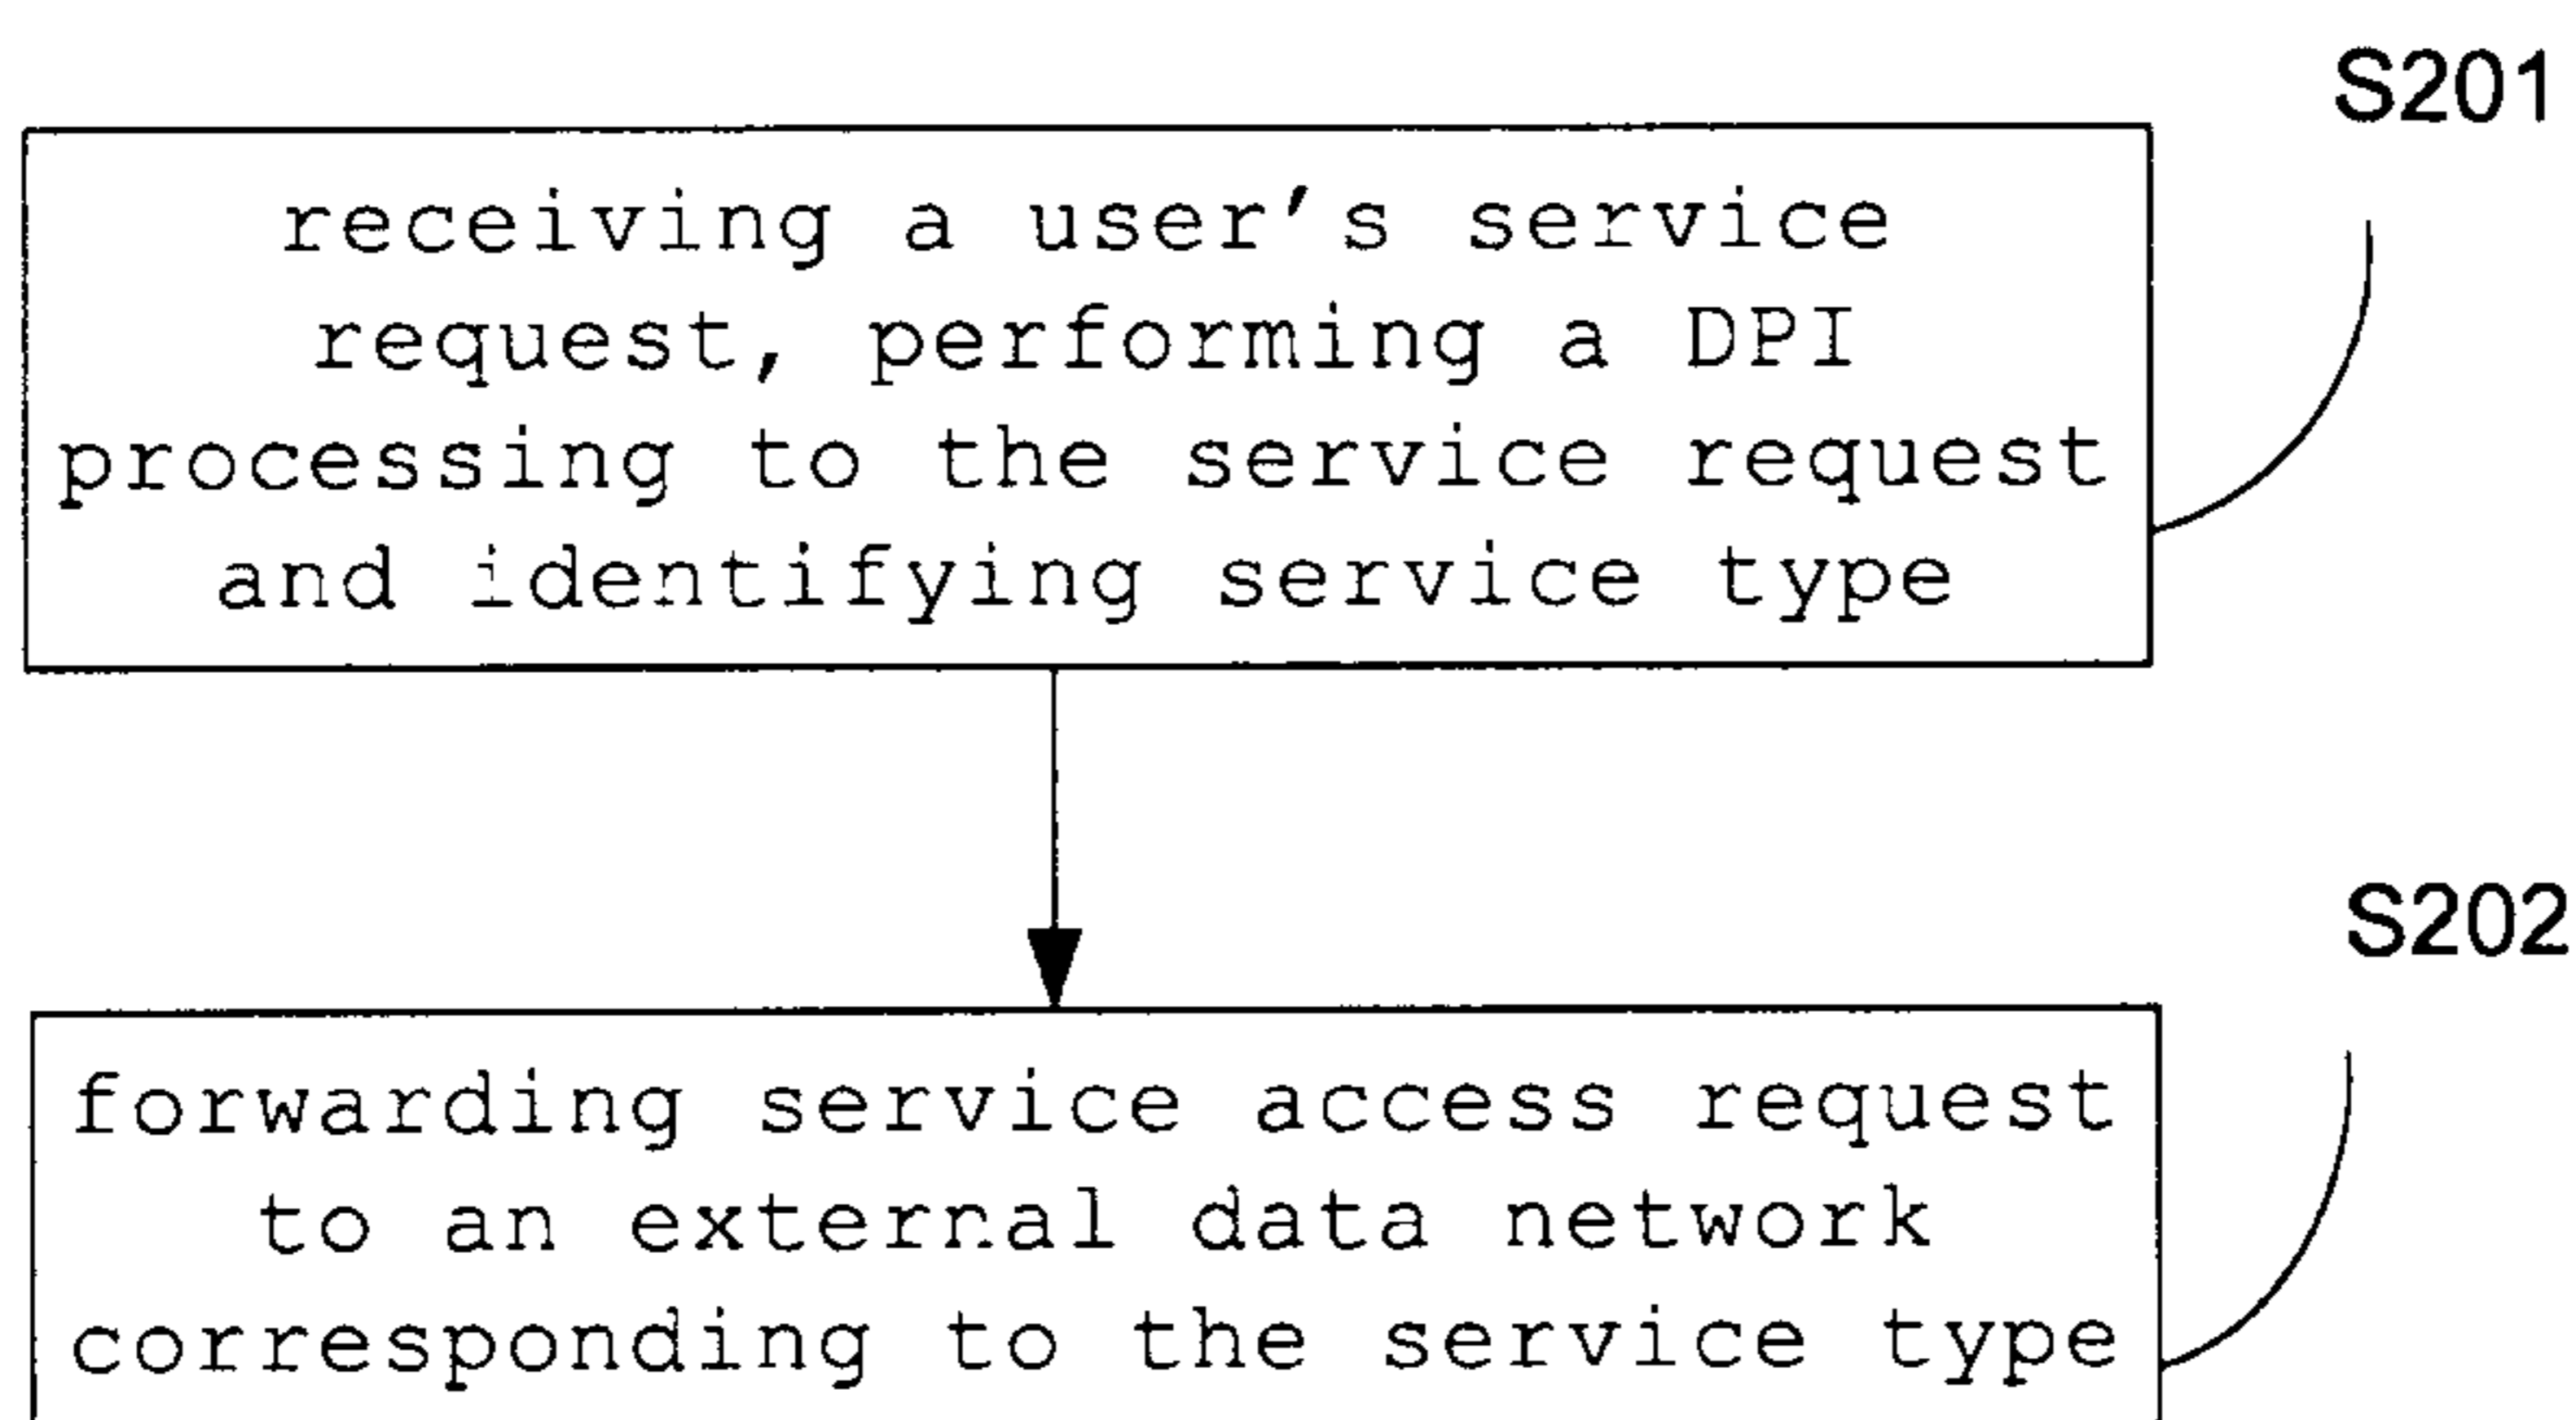 S201
receiving a user's service
request, performing a DPI
processing to the service request
and identifying service type
S202
forwarding service access request
to an external data network
corresponding to the service type